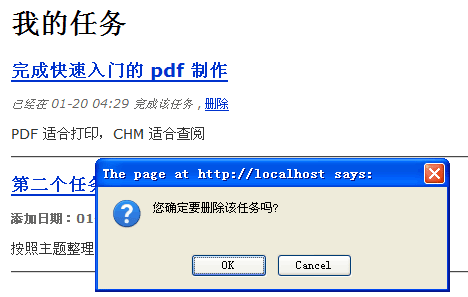 我的任务
完成快速入门的 pdf 制作
已经在 01-20 04:29 完成该任务 , 删除
PDF 适合打印，CHM 适合查阅
第二个任务
添加日期：01
按照主题整理
The page at http://localhost says:
您确定要删除该任务吗?
OK
Cancel